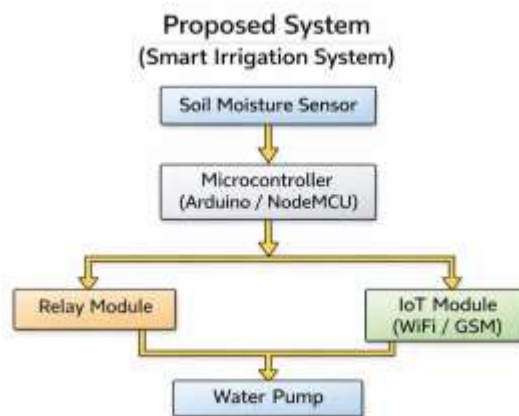 Proposed System
(Smart Irrigation System)
Soil Moisture Sensor
Microcontroller
(Arduino / NodeMCU)
Relay Module
IoT Module
(WiFi / GSM)
Water Pump